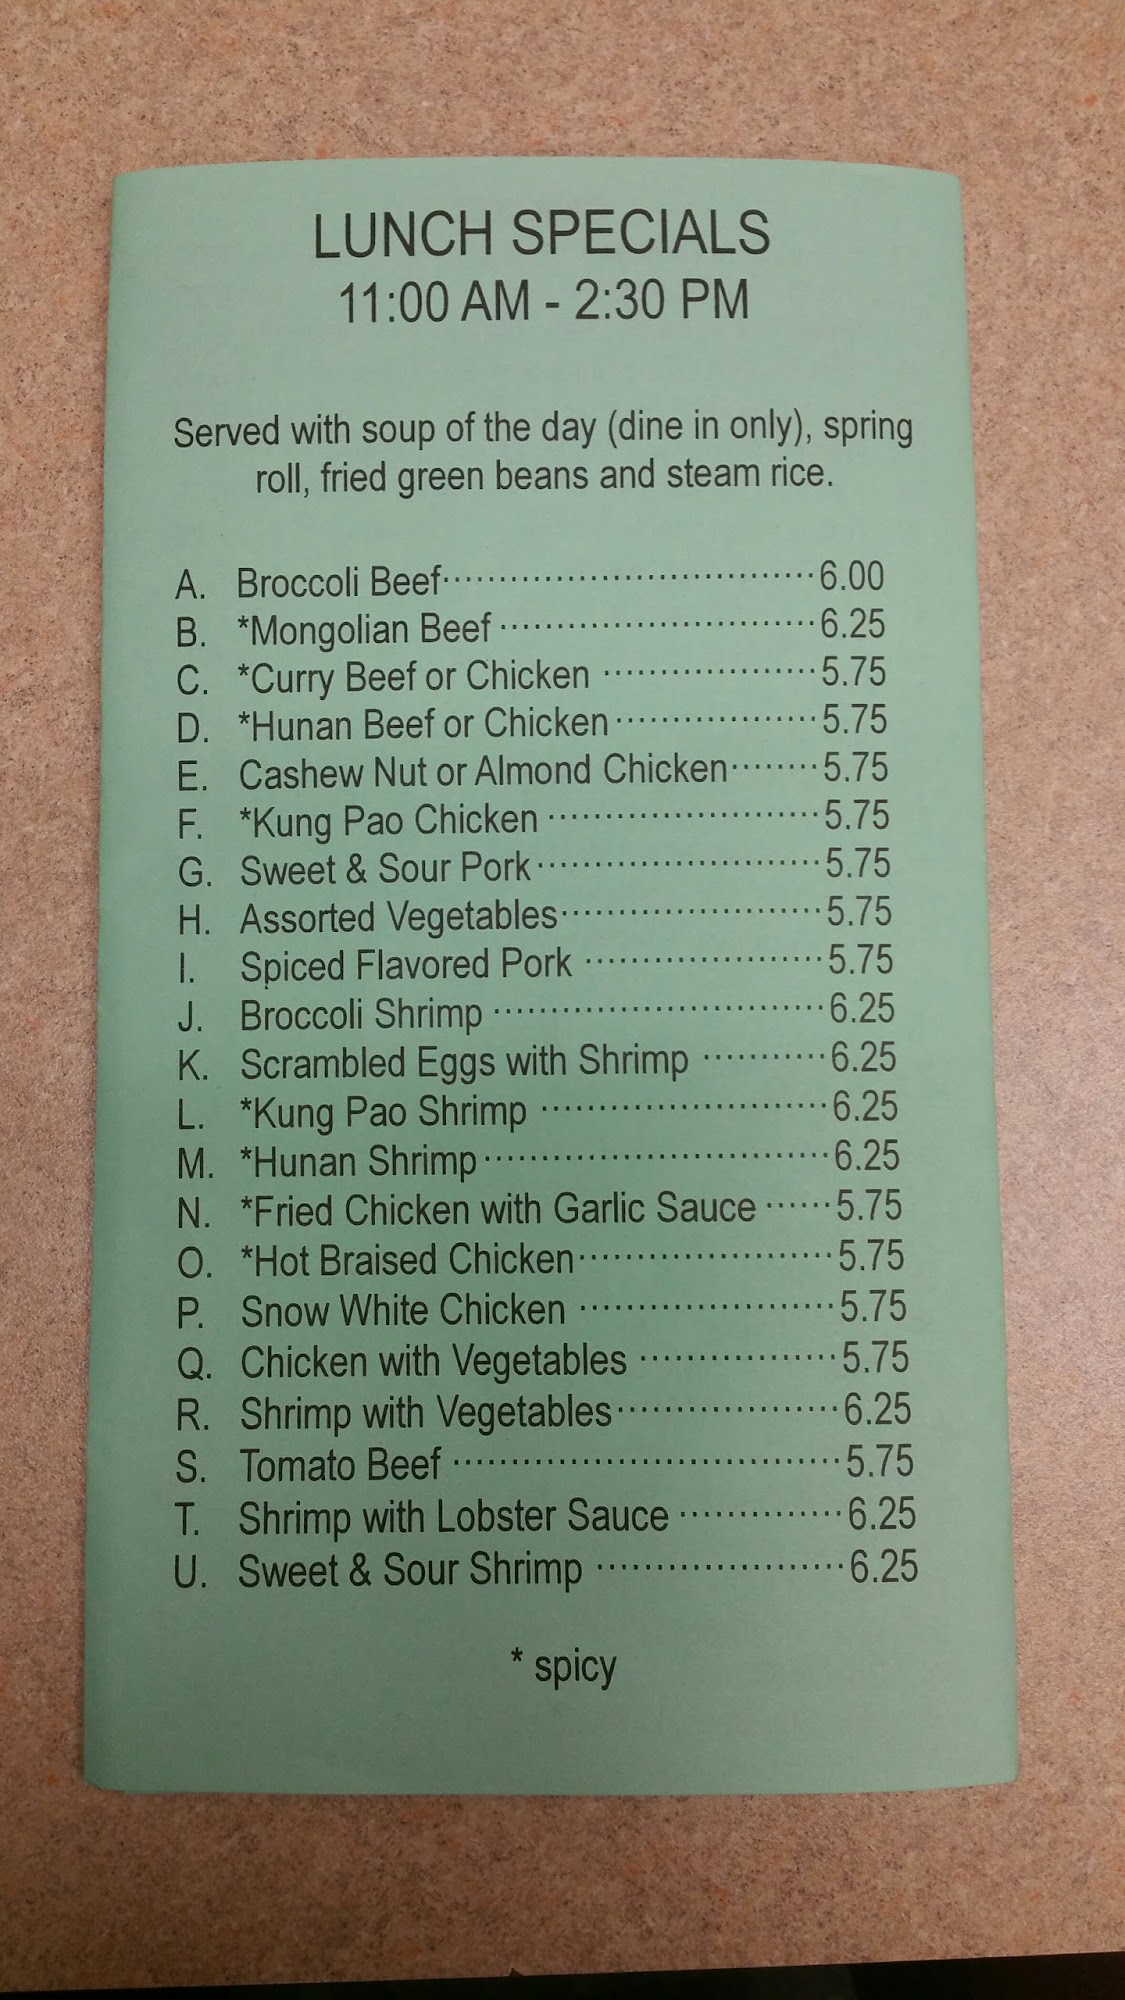 LUNCH SPECIALS
11:00 AM - 2:30 PM
Served with soup of the day (dine in only), spring
roll, fried green beans and steam rice.
A. Broccoli Beef 6.00
B. *Mongolian Beef 6.25
C. *Curry Beef or Chicken 5.75
D. *Hunan Beef or Chicken 5.75
E. Cashew Nut or Almond Chicken 5.75
F. *Kung Pao Chicken 5.75
G. Sweet & Sour Pork 5.75
H. Assorted Vegetables 5.75
I. Spiced Flavored Pork 5.75
J. Broccoli Shrimp 6.25
K. Scrambled Eggs with Shrimp 6.25
L. *Kung Pao Shrimp 6.25
M. *Hunan Shrimp 6.25
N. *Fried Chicken with Garlic Sauce 5.75
O. *Hot Braised Chicken 5.75
P. Snow White Chicken 5.75
Q. Chicken with Vegetables 5.75
R. Shrimp with Vegetables 6.25
S. Tomato Beef 5.75
T. Shrimp with Lobster Sauce 6.25
U. Sweet & Sour Shrimp 6.25
* spicy